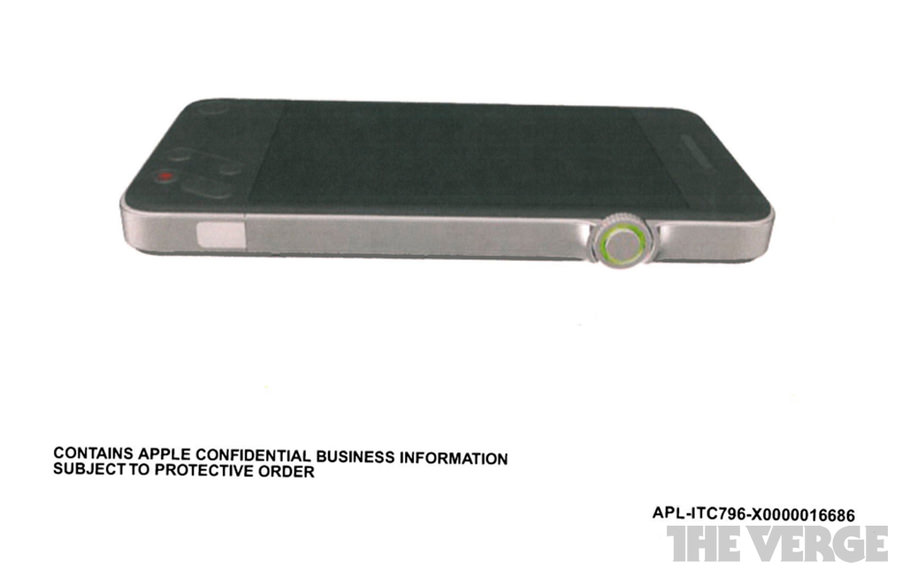 CONTAINS APPLE CONFIDENTIAL BUSINESS INFORMATION
SUBJECT TO PROTECTIVE ORDER
APL-ITC796-X0000016686
THE VERGE